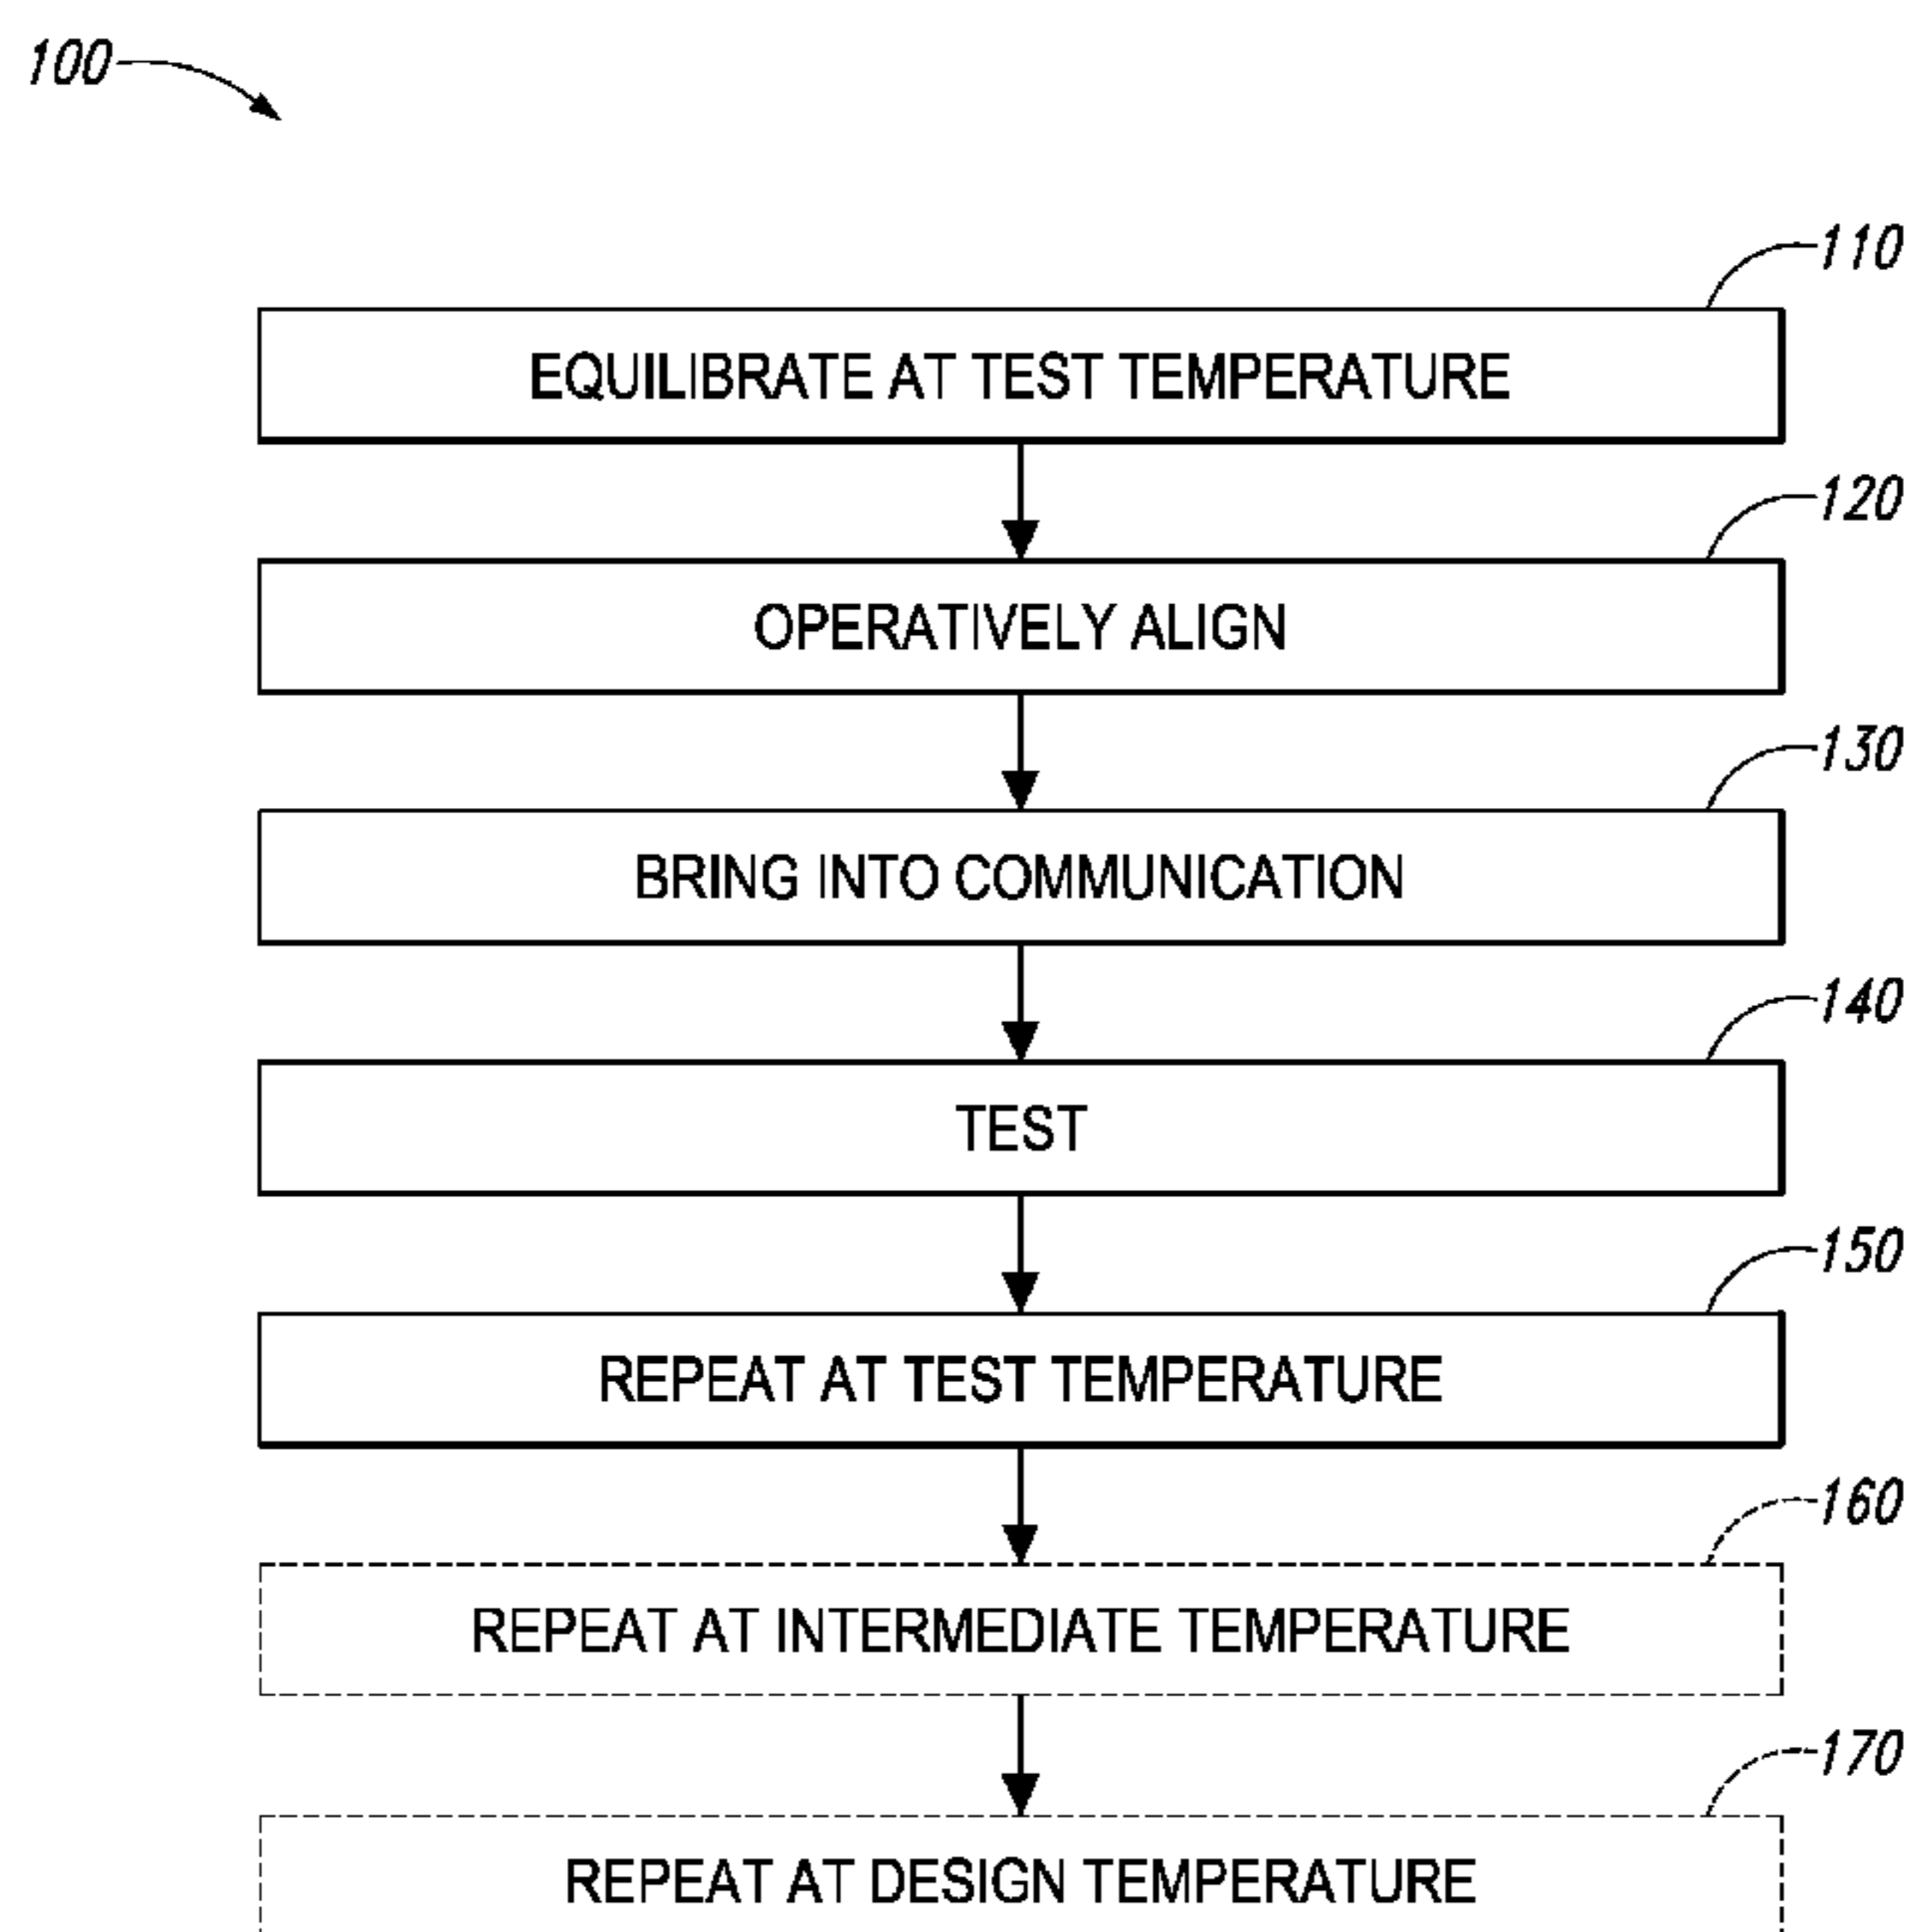 100
110
EQUILIBRATE AT TEST TEMPERATURE
120
OPERATIVELY ALIGN
130
BRING INTO COMMUNICATION
140
TEST
150
REPEAT AT TEST TEMPERATURE
160
REPEAT AT INTERMEDIATE TEMPERATURE
170
REPEAT AT DESIGN TEMPERATURE